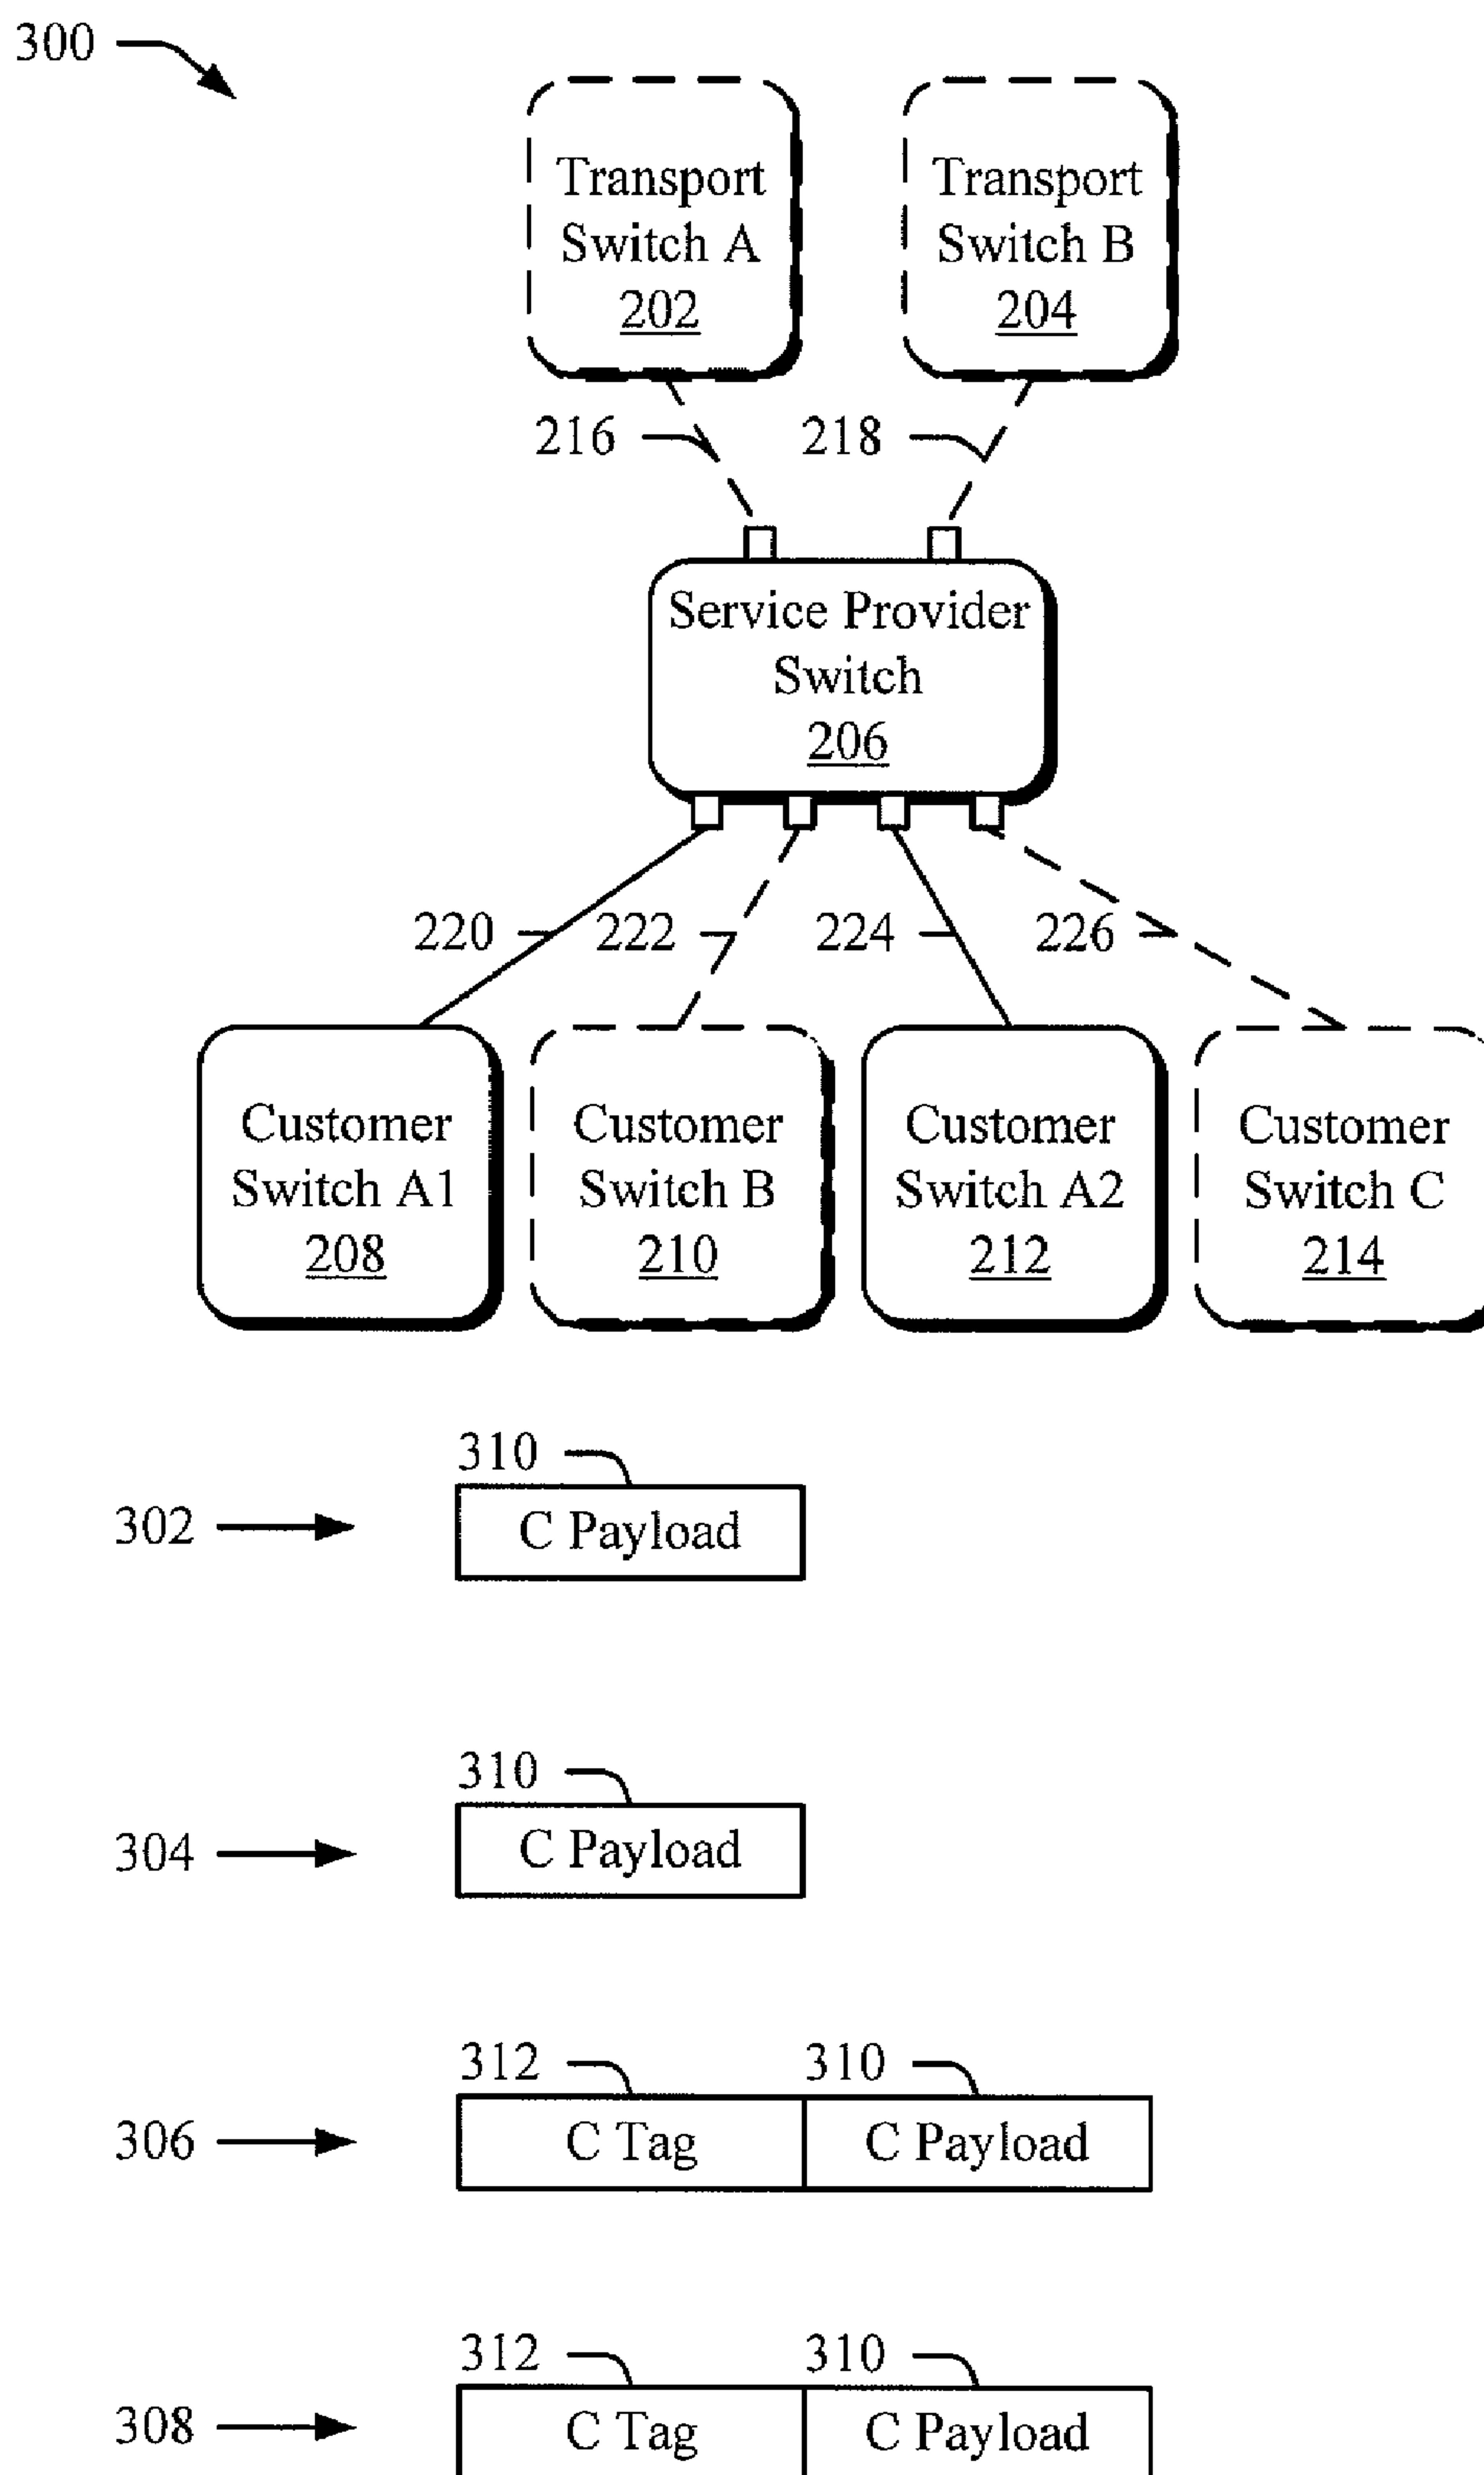 300
Transport
Switch A
202
Transport
Switch B
204
216
218
Service Provider
Switch
206
220
222
224
226
Customer
Switch A1
208
Customer
Switch B
210
Customer
Switch A2
212
Customer
Switch C
214
310
302
C Payload
310
304
C Payload
312
310
306
C Tag
C Payload
312
310
308
C Tag
C Payload